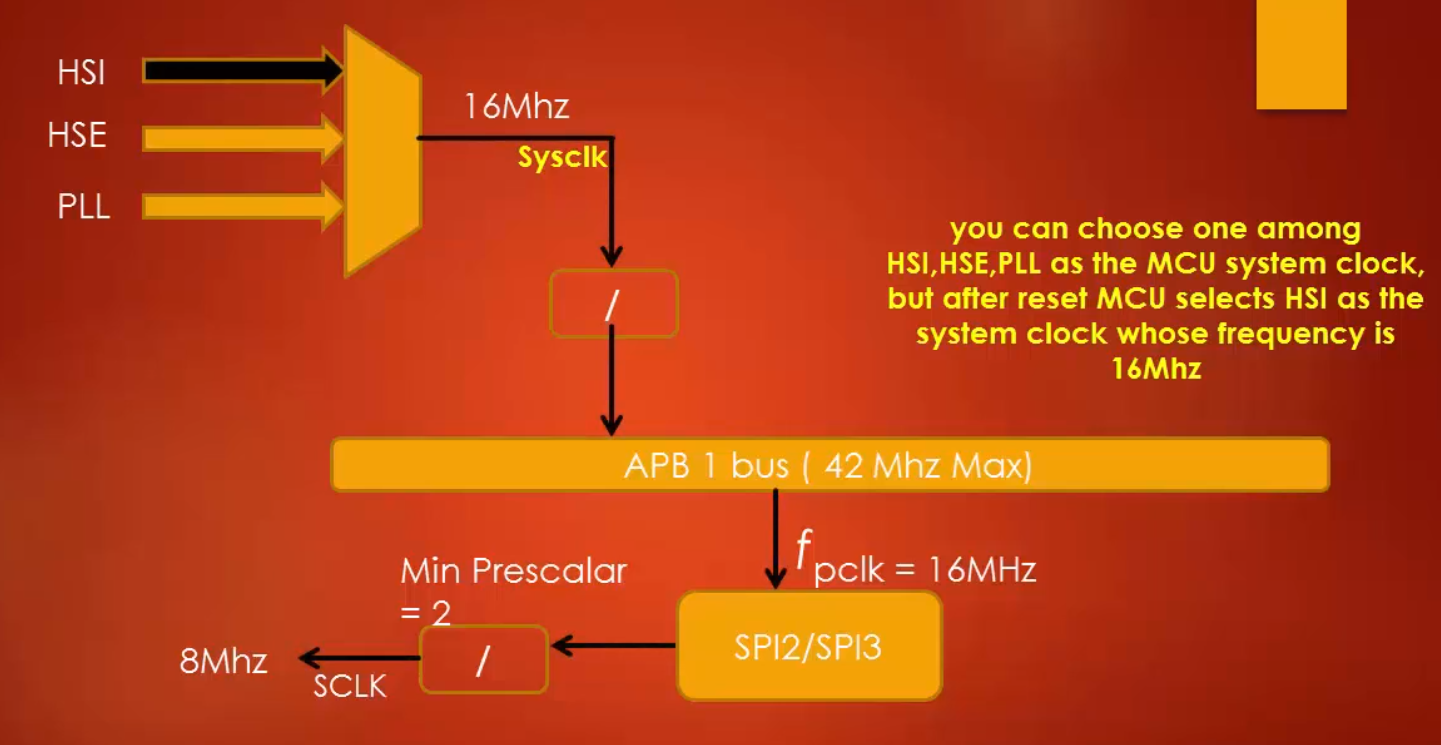 HSI
HSE
PLL
16Mhz
Sysclk
/
you can choose one among
HSI,HSE,PLL as the MCU system clock,
but after reset MCU selects HSI as the
system clock whose frequency is
16Mhz
APB 1 bus ( 42 Mhz Max)
f pclk = 16MHz
Min Prescalar
= 2
SPI2/SPI3
/
8Mhz
SCLK